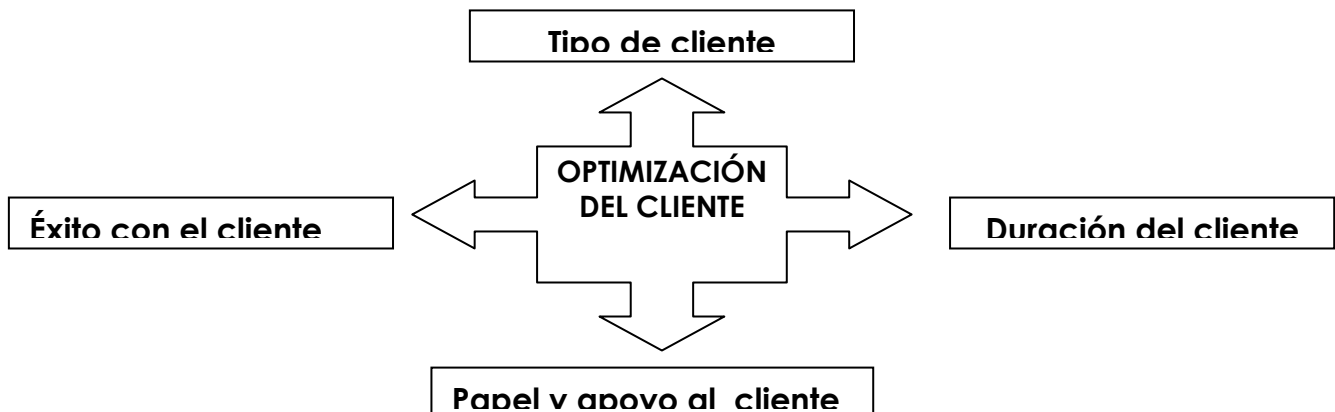 Tipo de cliente
OPTIMIZACIÓN
DEL CLIENTE
Éxito con el cliente
Duración del cliente
Papel y apoyo al cliente